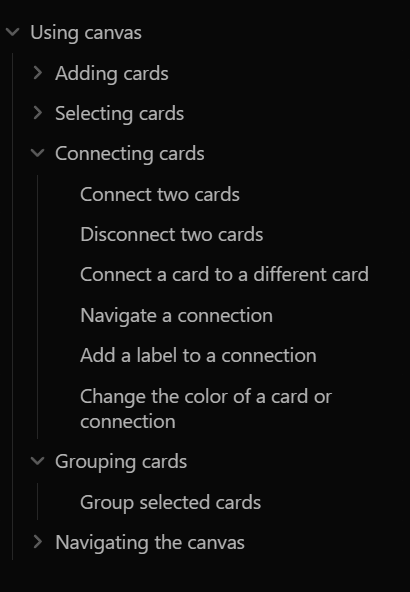 Using canvas
Adding cards
Selecting cards
Connecting cards
Connect two cards
Disconnect two cards
Connect a card to a different card
Navigate a connection
Add a label to a connection
Change the color of a card or
connection
Grouping cards
Group selected cards
Navigating the canvas